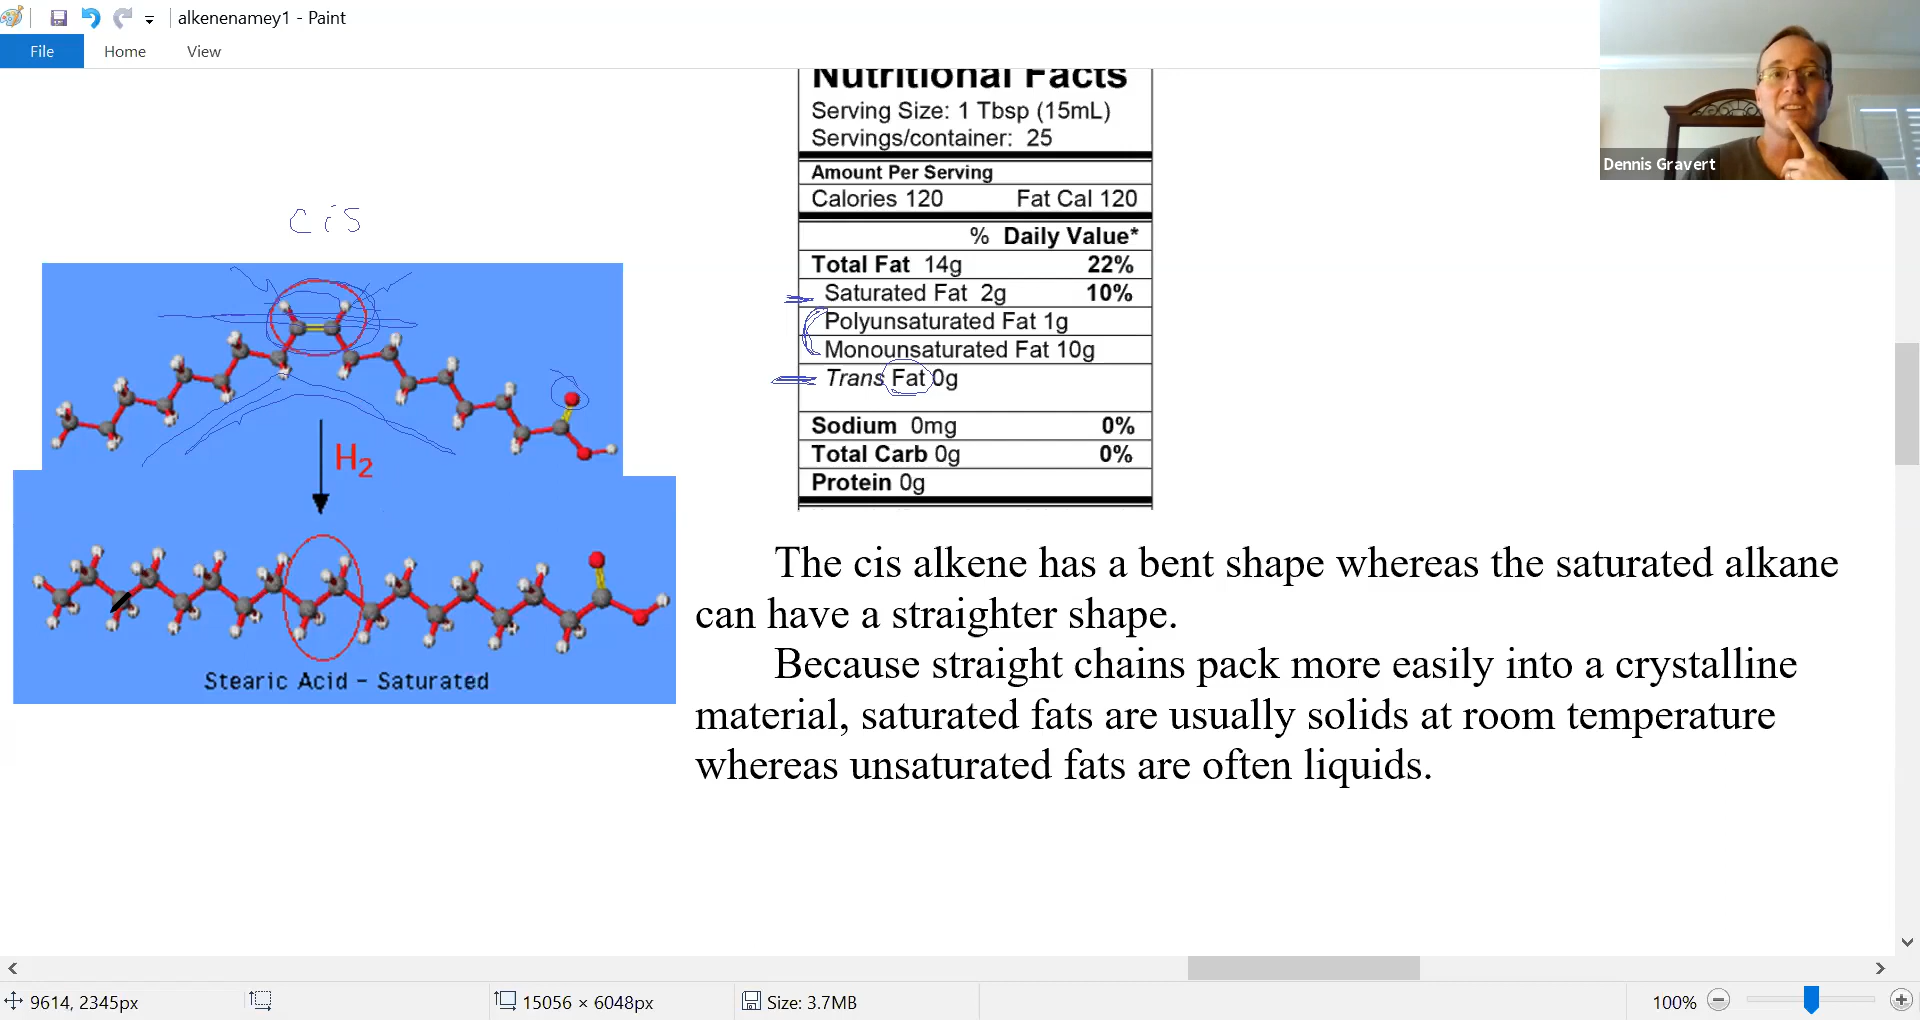 alkenenamey1 - Paint
File Home View
Nutritional Facts
Serving Size: 1 Tbsp (15mL)
Servings/container: 25
Amount Per Serving
Calories 120 Fat Cal 120
% Daily Value*
Total Fat 14g 22%
Saturated Fat 2g 10%
Polyunsaturated Fat 1g
Monounsaturated Fat 10g
Trans Fat 0g
Sodium 0mg 0%
Total Carb 0g 0%
Protein 0g
Dennis Gravert
cis
H2
Stearic Acid - Saturated
The cis alkene has a bent shape whereas the saturated alkane
can have a straighter shape.
Because straight chains pack more easily into a crystalline
material, saturated fats are usually solids at room temperature
whereas unsaturated fats are often liquids.
9614, 2345px 15056 × 6048px Size: 3.7MB 100%